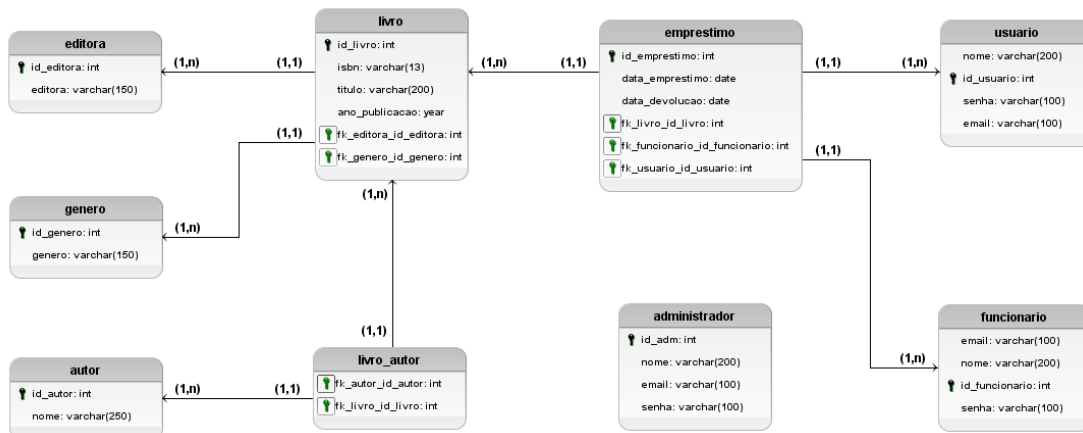 editora
id_editora: int
editora: varchar(150)
(1,n)
(1,1)
livro
id_livro: int
isbn: varchar(13)
titulo: varchar(200)
ano_publicacao: year
fk_editora_id_editora: int
fk_genero_id_genero: int
(1,n)
(1,1)
emprestimo
id_emprestimo: int
data_emprestimo: date
data_devolucao: date
fk_livro_id_livro: int
fk_funcionario_id_funcionario: int
fk_usuario_id_usuario: int
(1,1)
(1,n)
usuario
nome: varchar(200)
id_usuario: int
senha: varchar(100)
email: varchar(100)
(1,1)
(1,1)
(1,n)
genero
id_genero: int
genero: varchar(150)
(1,n)
(1,1)
autor
id_autor: int
nome: varchar(250)
(1,n)
(1,1)
livro_autor
fk_autor_id_autor: int
fk_livro_id_livro: int
administrador
id_adm: int
nome: varchar(200)
email: varchar(100)
senha: varchar(100)
(1,n)
funcionario
email: varchar(100)
nome: varchar(200)
id_funcionario: int
senha: varchar(100)